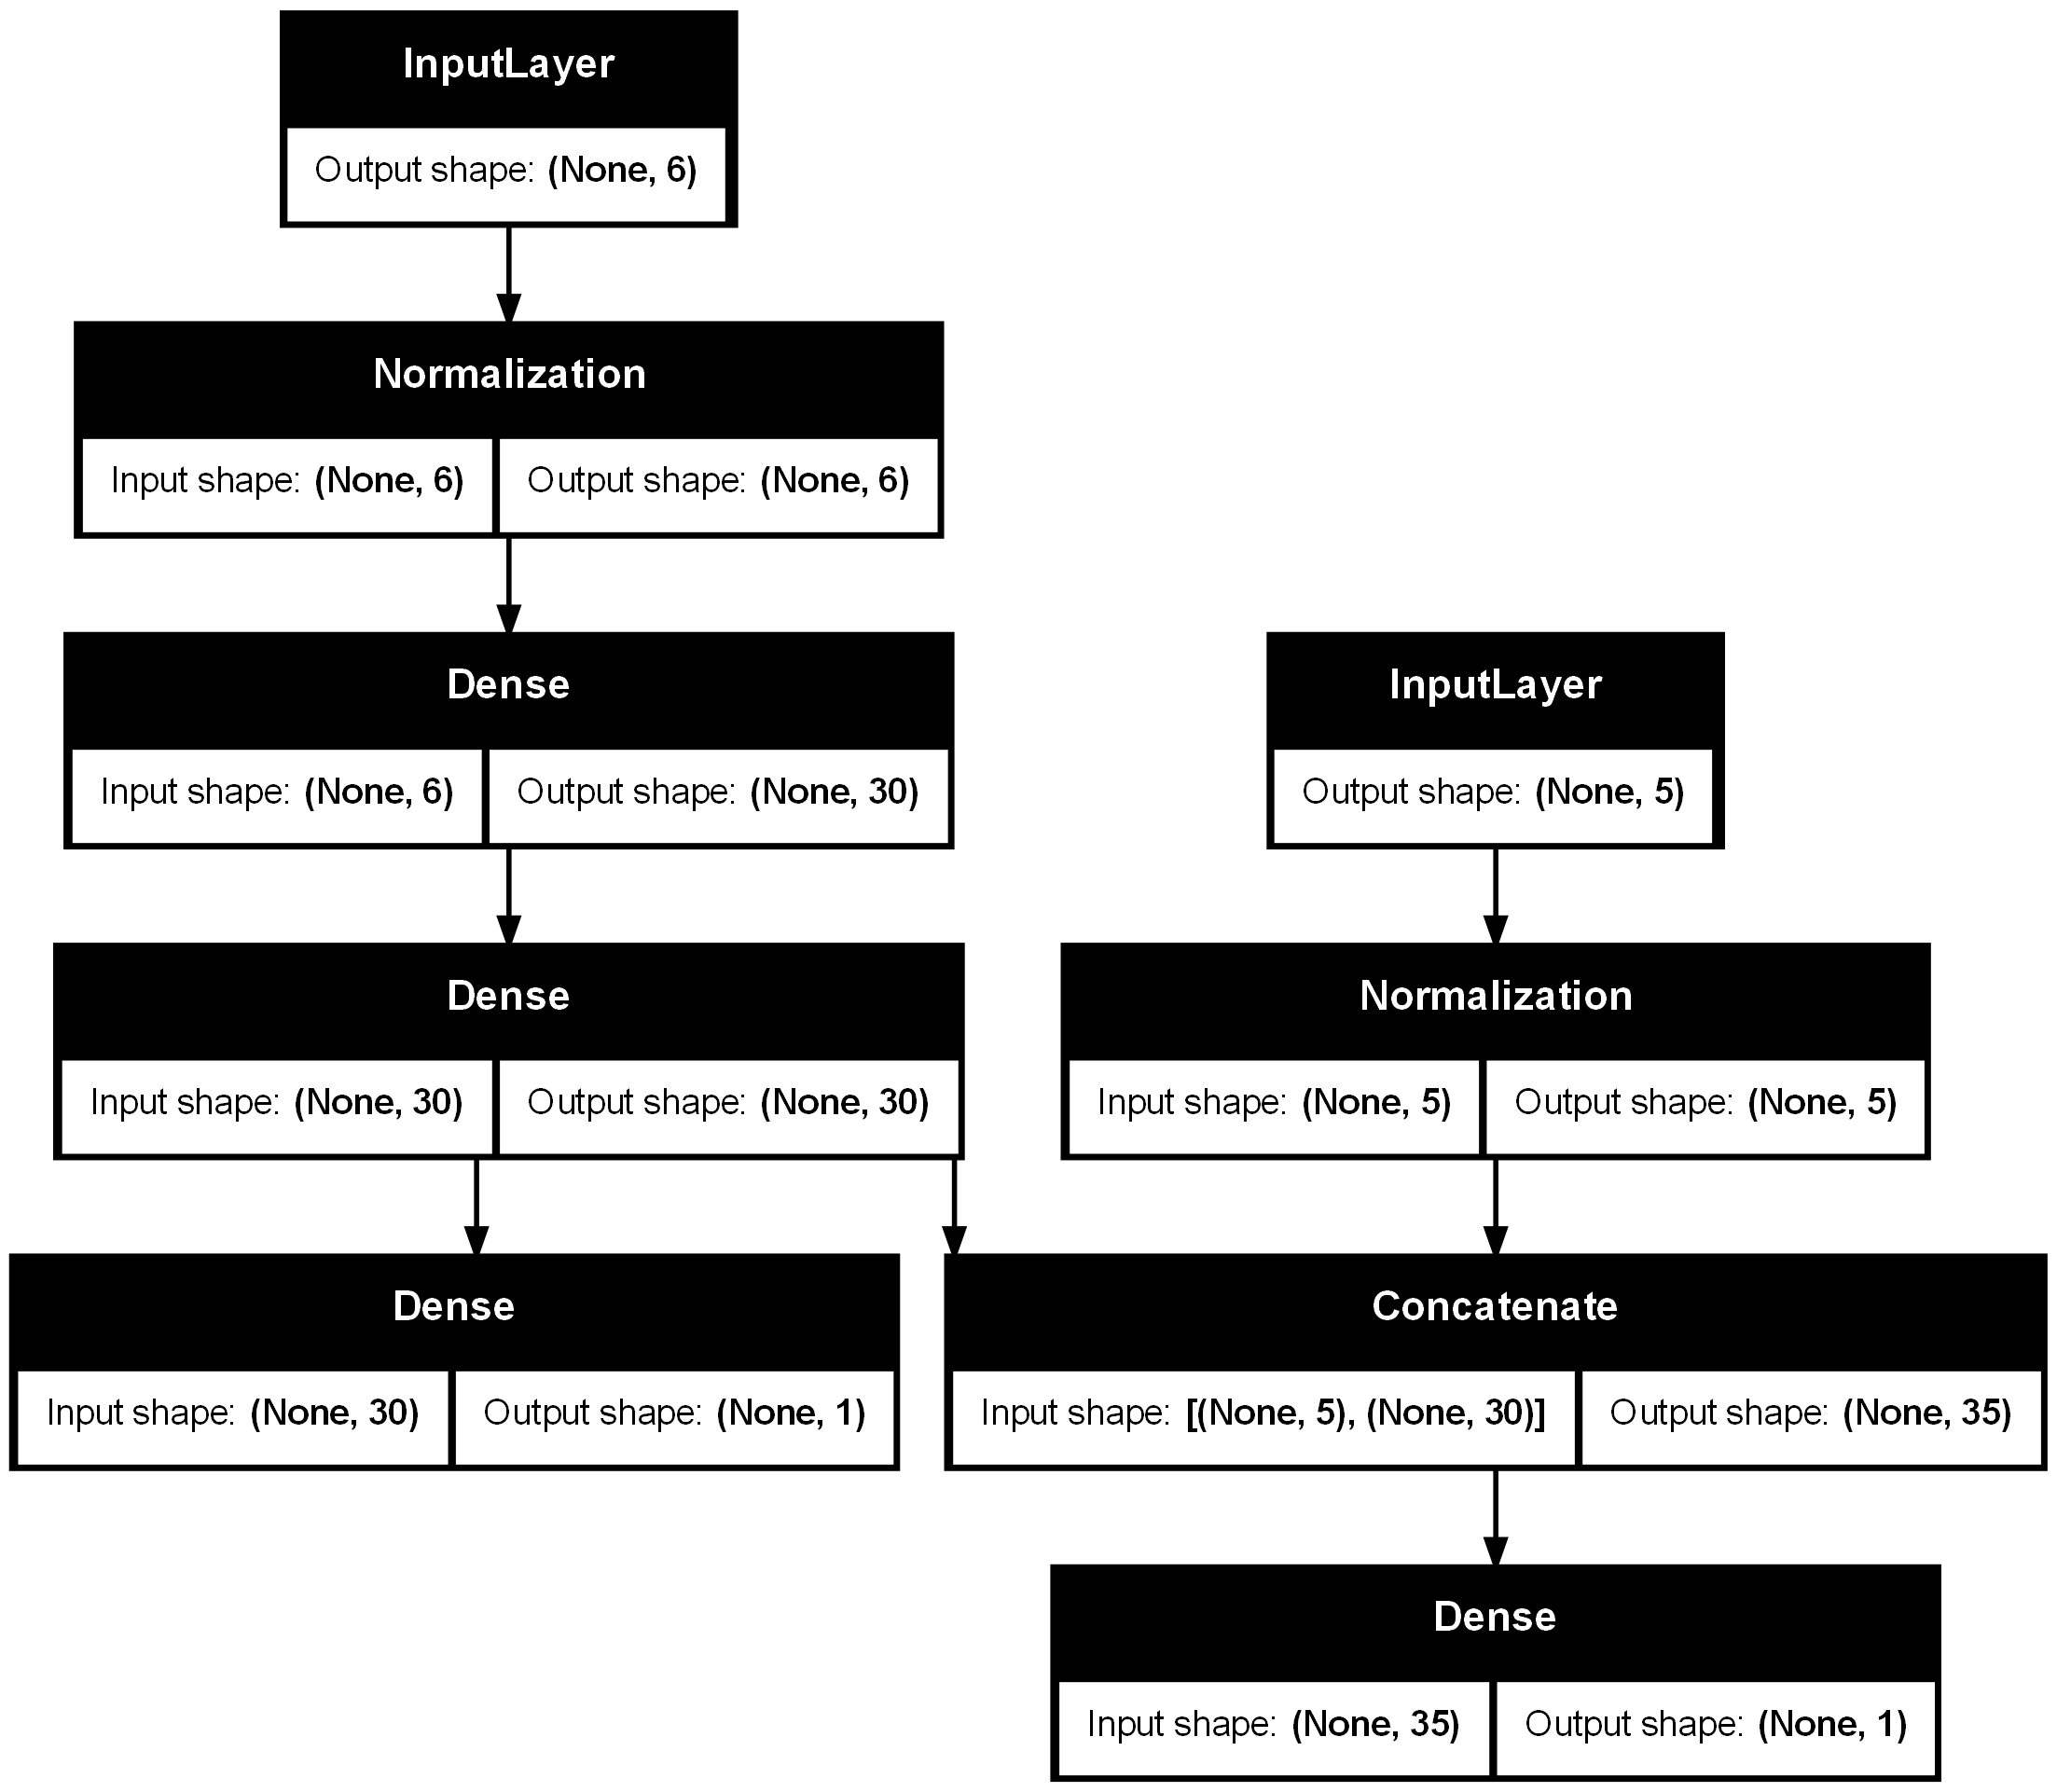 InputLayer
Output shape: (None, 6)
Normalization
Input shape: (None, 6)
Output shape: (None, 6)
Dense
Input shape: (None, 6)
Output shape: (None, 30)
InputLayer
Output shape: (None, 5)
Dense
Input shape: (None, 30)
Output shape: (None, 30)
Normalization
Input shape: (None, 5)
Output shape: (None, 5)
Dense
Input shape: (None, 30)
Output shape: (None, 1)
Concatenate
Input shape: [(None, 5), (None, 30)]
Output shape: (None, 35)
Dense
Input shape: (None, 35)
Output shape: (None, 1)